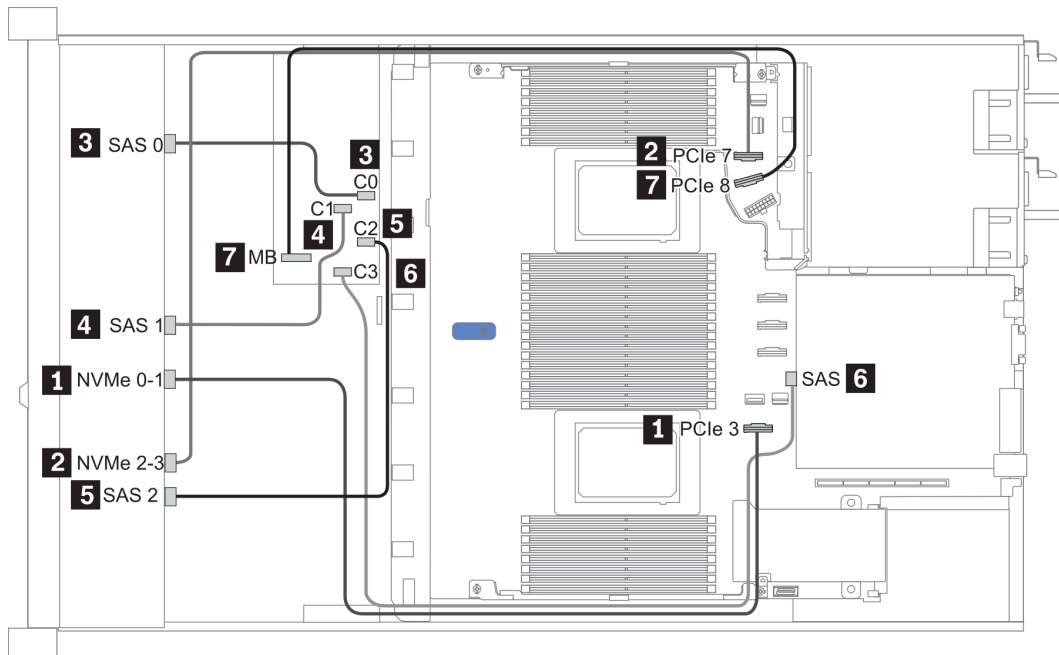 3 SAS 0
3
C0
C1
4
C2 5
7 MB
C3
6
4 SAS 1
1 NVMe 0-1
2 NVMe 2-3
5 SAS 2
2 PCIe 7
7 PCIe 8
SAS 6
1 PCIe 3